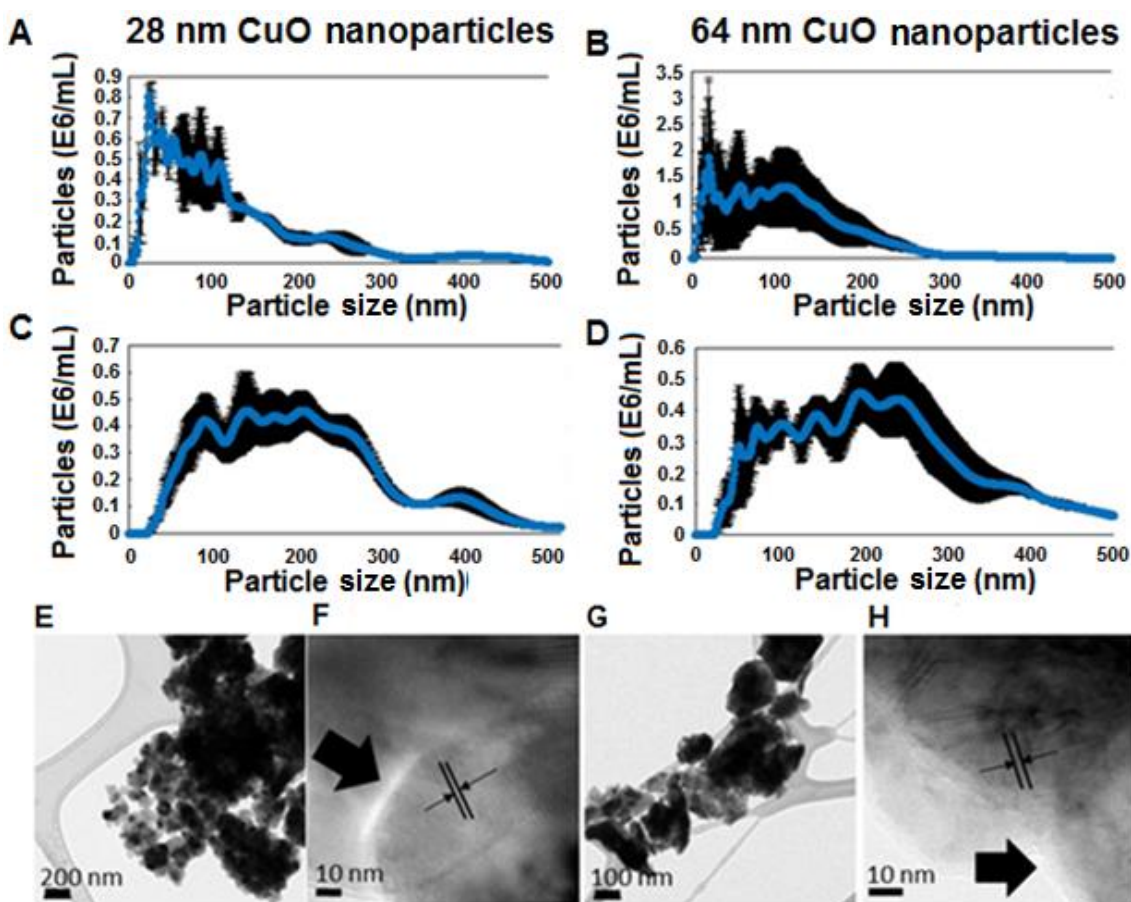 A 28 nm CuO nanoparticles
B 64 nm CuO nanoparticles
Particles (E6/mL)
0.9
0.8
0.7
0.6
0.5
0.4
0.3
0.2
0.1
0
0 100 200 300 400 500
Particle size (nm)
Particles (E6/mL)
3.5
3
2.5
2
1.5
1
0.5
0
0 100 200 300 400 500
Particle size (nm)
C
Particles (E6/mL)
0.7
0.6
0.5
0.4
0.3
0.2
0.1
0
0 100 200 300 400 500
Particle size (nm)
D
Particles (E6/mL)
0.6
0.5
0.4
0.3
0.2
0.1
0
0 100 200 300 400 500
Particle size (nm)
E
200 nm
F
10 nm
G
100 nm
H
10 nm